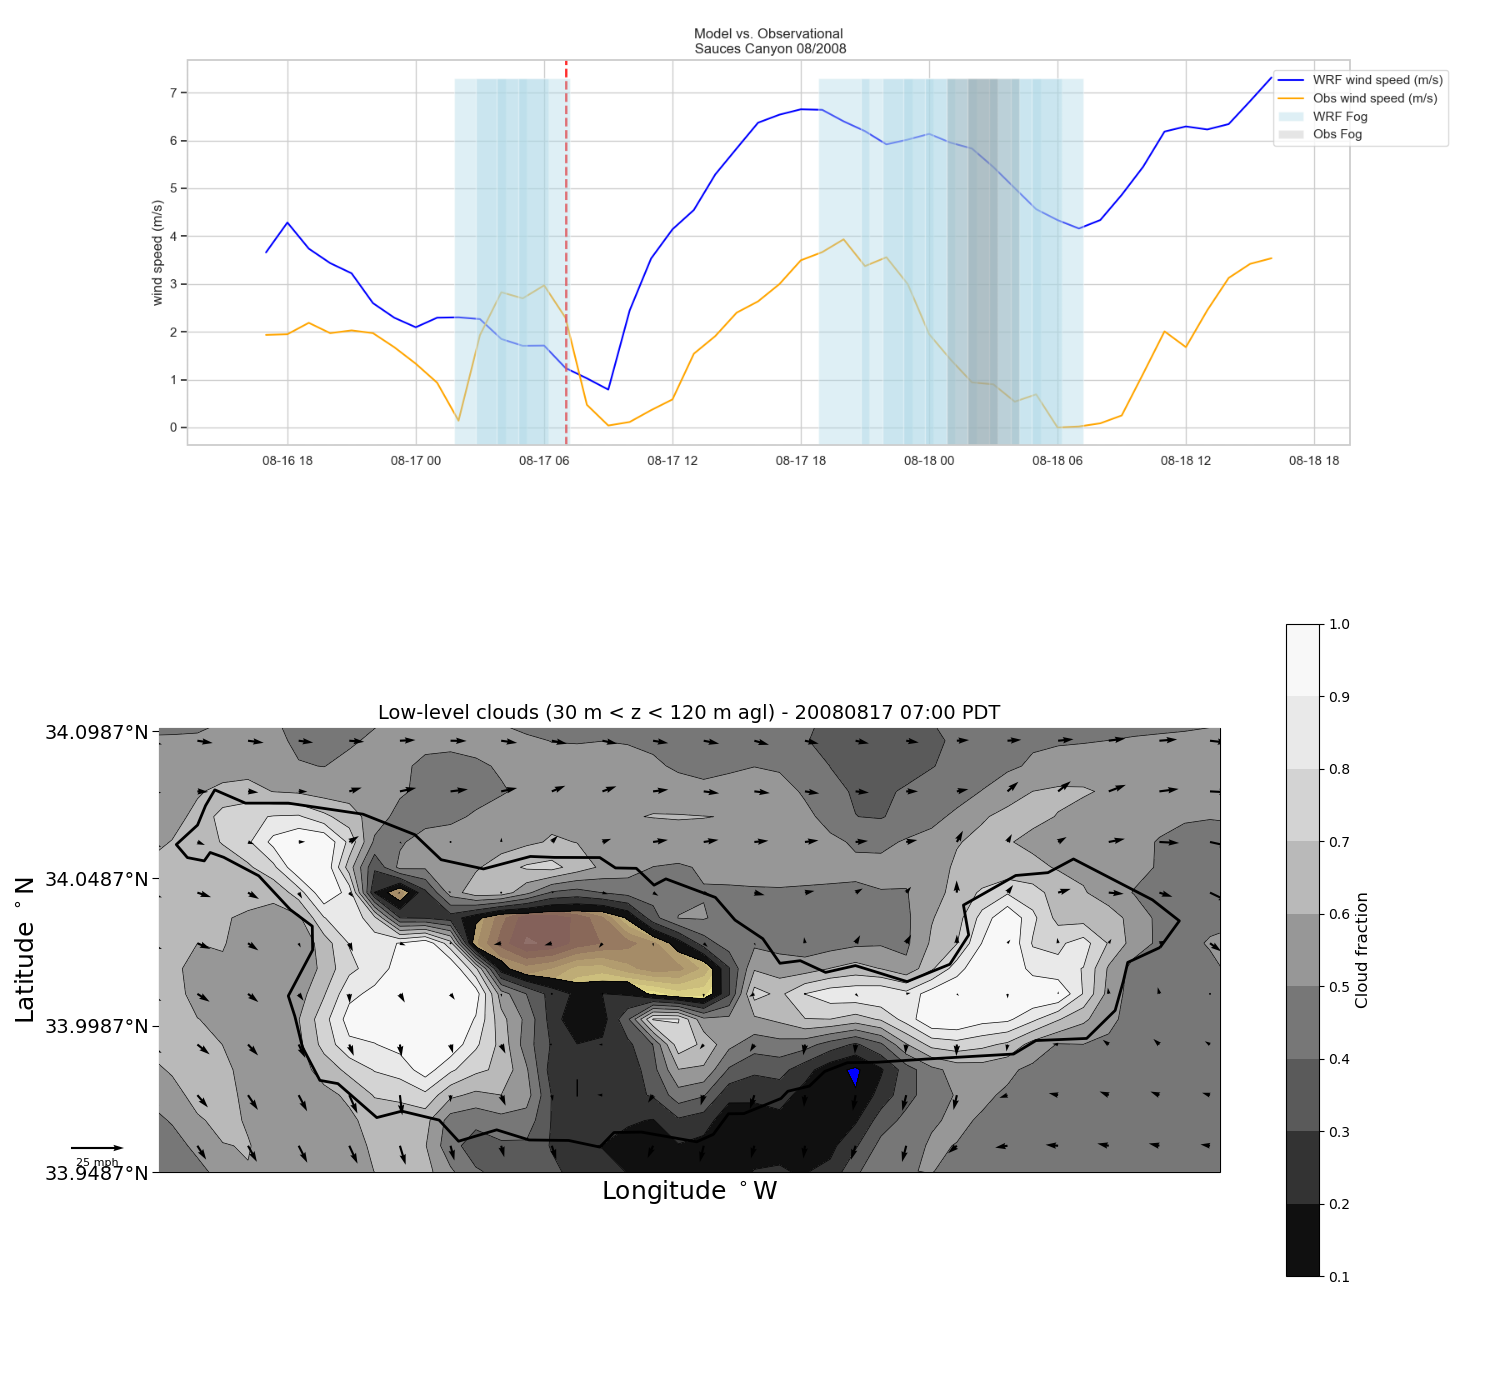 Model vs. Observational
Sauces Canyon 08/2008
WRF wind speed (m/s)
Obs wind speed (m/s)
WRF Fog
Obs Fog
wind speed (m/s)
7
6
5
4
3
2
1
0
08-16 18
08-17 00
08-17 06
08-17 12
08-17 18
08-18 00
08-18 06
08-18 12
08-18 18
Low-level clouds (30 m < z < 120 m agl) - 20080817 07:00 PDT
34.0987°N
34.0487°N
33.9987°N
33.9487°N
Latitude °N
Longitude °W
25 mph
1.0
0.9
0.8
0.7
0.6
0.5
0.4
0.3
0.2
0.1
Cloud fraction